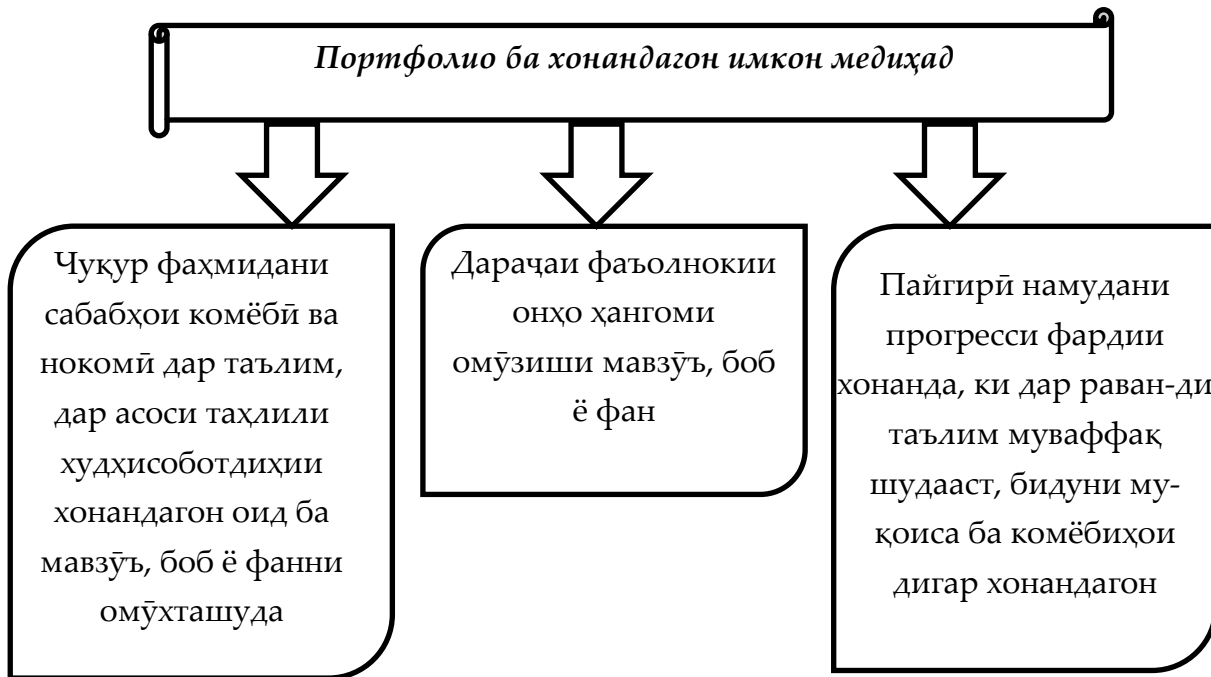 Портфолио ба хонандагон имкон медиҳад
Чуқур фаҳмидани
сабабҳои комёбӣ ва
нокомӣ дар таълим,
дар асоси таҳлили
худҳисоботдиҳии
хонандагон оид ба
мавзӯъ, боб ё фанни
омӯхташуда
Дараҷаи фаъолнокии
онҳо ҳангоми
омӯзиши мавзӯъ, боб
ё фан
Пайгирӣ намудани
прогресси фардии
хонанда, ки дар раван-ди
таълим муваффақ
шудааст, бидуни му-
қоиса ба комёбиҳои
дигар хонандагон